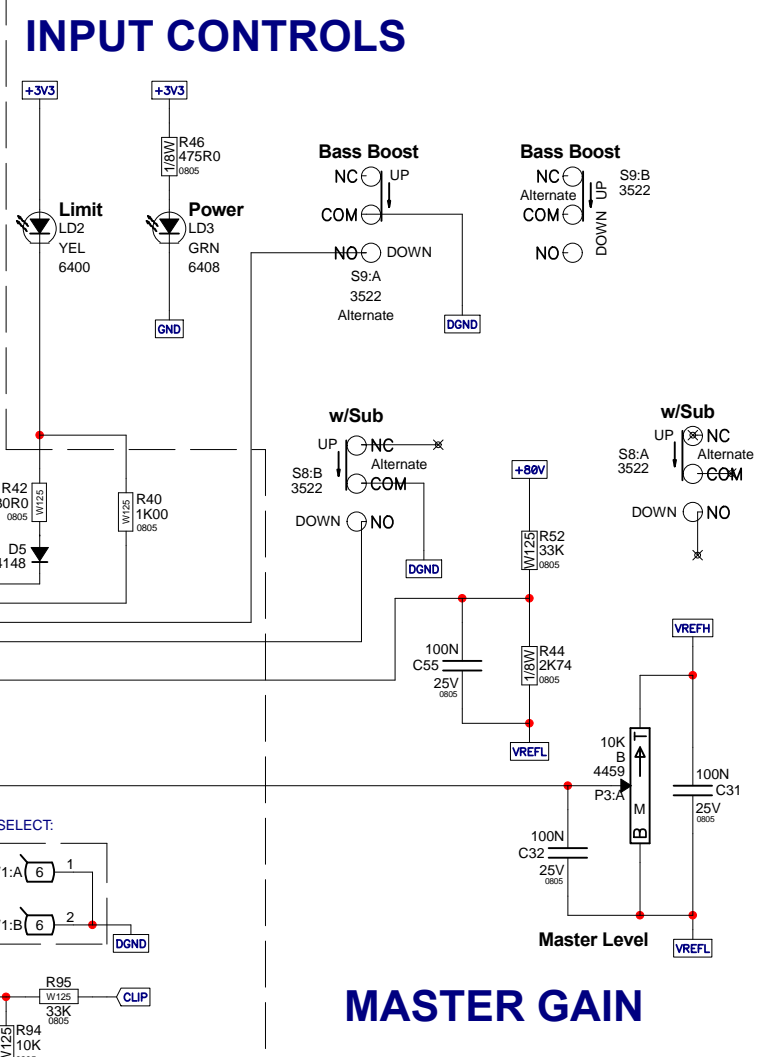 INPUT CONTROLS
+3V3
+3V3
R46
475R0
1/8W
0805
Limit
LD2
YEL
6400
Power
LD3
GRN
6408
GND
Bass Boost
NC
UP
COM
NO
DOWN
S9:A
3522
Alternate
DGND
Bass Boost
NC
Alternate
UP
COM
DOWN
NO
S9:B
3522
w/Sub
UP
NC
Alternate
S8:B
3522
COM
DOWN
NO
DGND
w/Sub
UP
NC
Alternate
S8:A
3522
COM
DOWN
NO
R42
0R0
W125
0805
D5
148
R40
1K00
W125
0805
+80V
R52
33K
W125
0805
100N
C55
25V
0805
R44
2K74
1/8W
0805
VREFL
VREFH
10K
B
4459
P3:A
T
M
B
100N
C31
25V
0805
100N
C32
25V
0805
Master Level
VREFL
SELECT:
1:A
6
1
1:B
6
2
DGND
R95
W125
33K
0805
CLIP
R94
10K
W125
MASTER GAIN